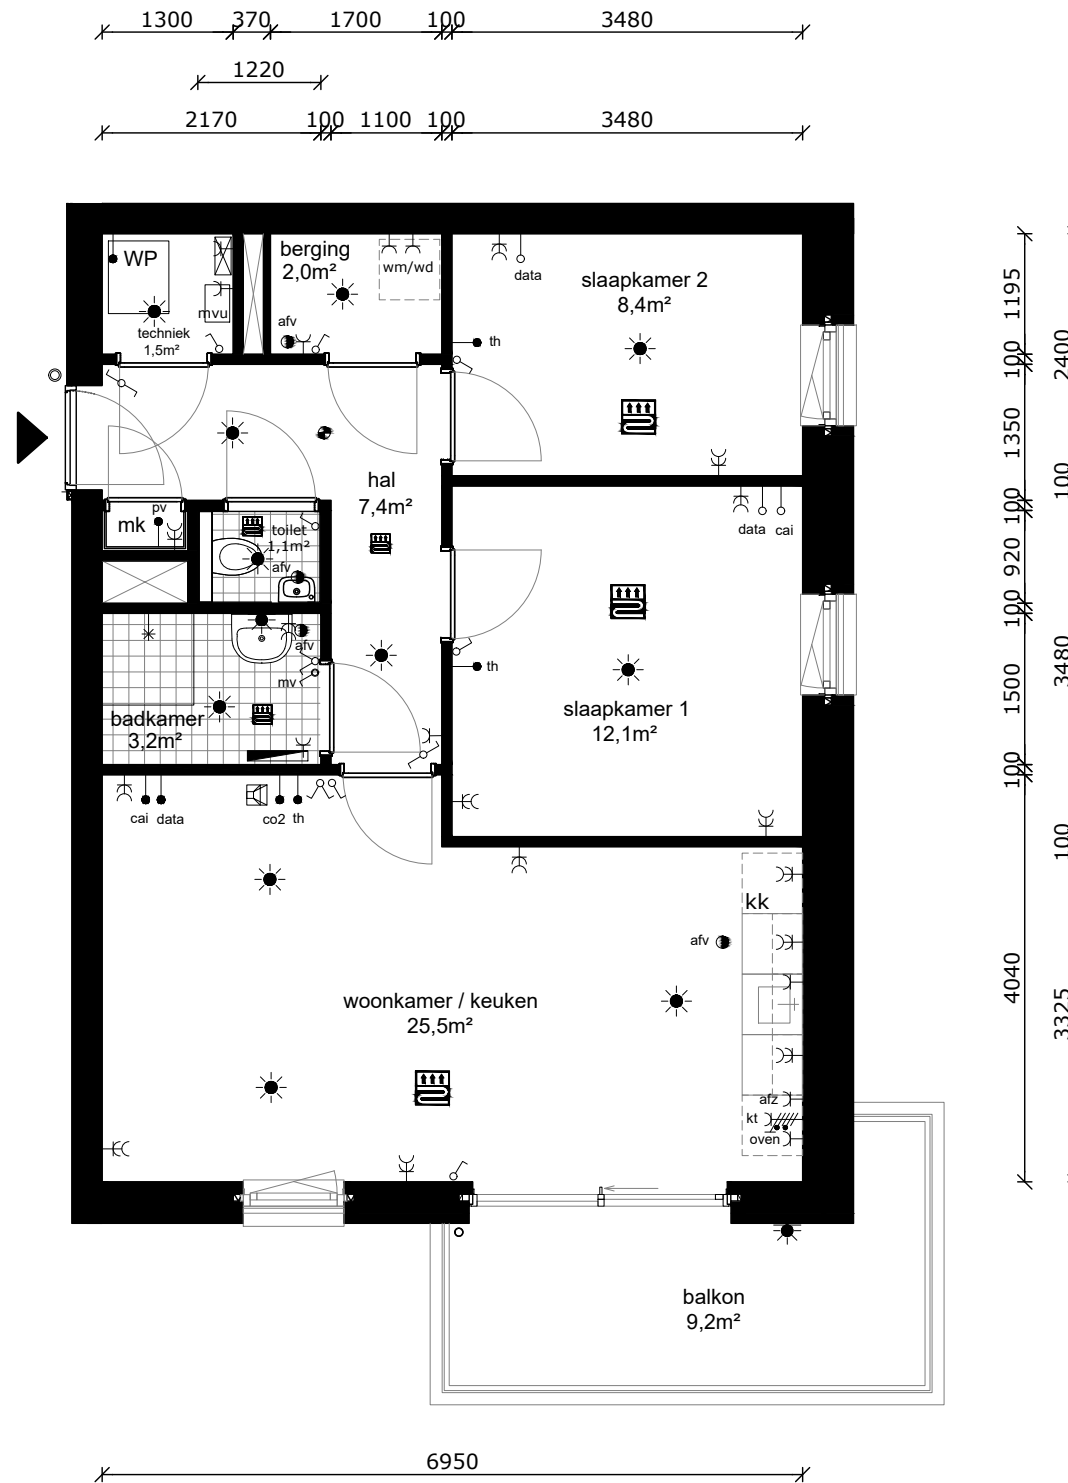 1300 370 1700 100 3480
1220
2170 100 1100 100 3480
WP
mvu
techniek
1,5m²
berging
2,0m²
wm/wd
afv
data
slaapkamer 2
8,4m²
th
1195
100
1350
100
920
100
1500
100
4040
2400
100
3480
100
3325
hal
7,4m²
pv
mk
toilet
1,1m²
afv
data cai
afv
mv
badkamer
3,2m²
th
slaapkamer 1
12,1m²
cai data
co2 th
kk
afv
woonkamer / keuken
25,5m²
afz
kt
oven
balkon
9,2m²
6950